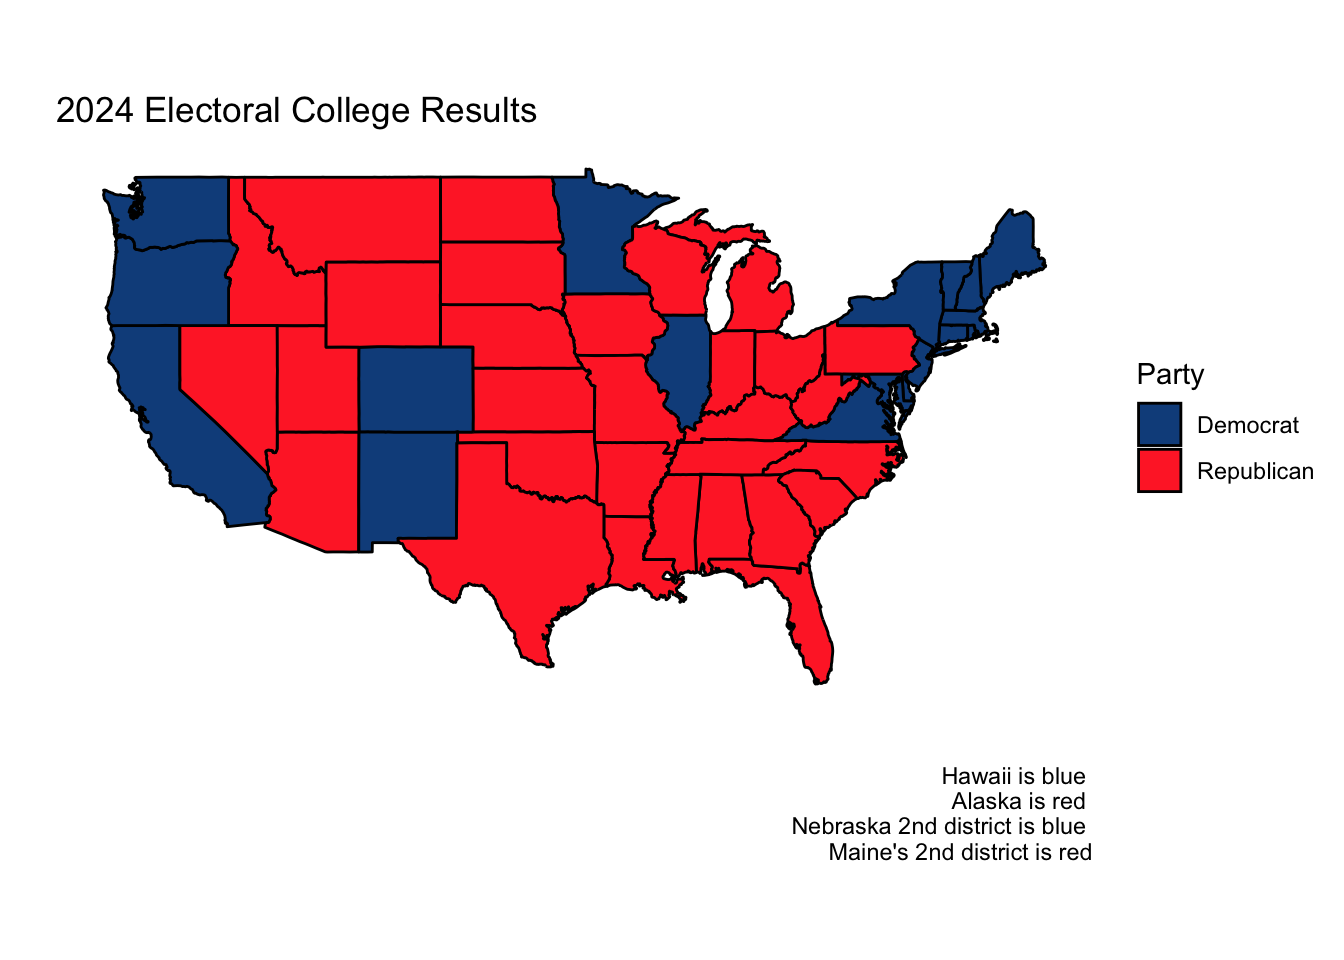 2024 Electoral College Results
Party
Democrat
Republican
Hawaii is blue
Alaska is red
Nebraska 2nd district is blue
Maine's 2nd district is red